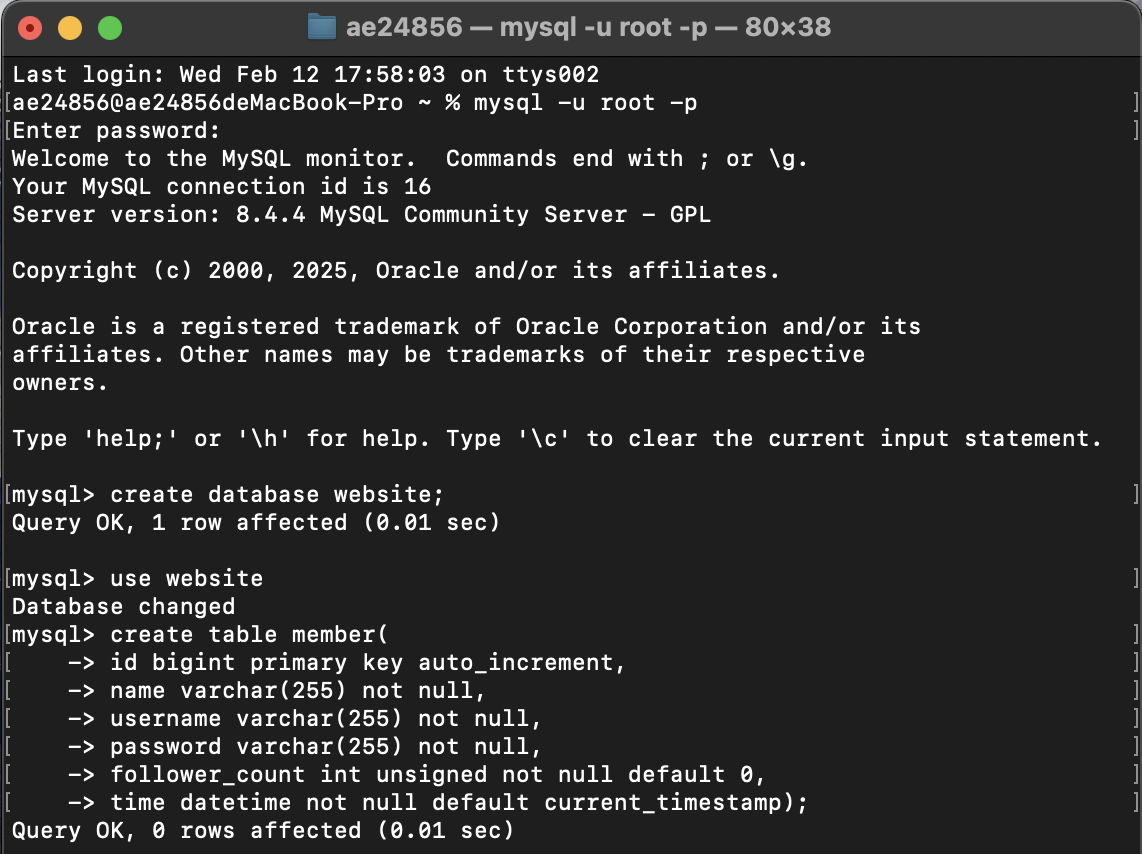 ae24856 — mysql -u root -p — 80×38
Last login: Wed Feb 12 17:58:03 on ttys002
[ae24856@ae24856deMacBook-Pro ~ % mysql -u root -p ]
[Enter password: ]
Welcome to the MySQL monitor.  Commands end with ; or \g.
Your MySQL connection id is 16
Server version: 8.4.4 MySQL Community Server - GPL
Copyright (c) 2000, 2025, Oracle and/or its affiliates.
Oracle is a registered trademark of Oracle Corporation and/or its
affiliates. Other names may be trademarks of their respective
owners.
Type 'help;' or '\h' for help. Type '\c' to clear the current input statement.
[mysql> create database website; ]
Query OK, 1 row affected (0.01 sec)
[mysql> use website ]
Database changed
[mysql> create table member( ]
[    -> id bigint primary key auto_increment, ]
[    -> name varchar(255) not null, ]
[    -> username varchar(255) not null, ]
[    -> password varchar(255) not null, ]
[    -> follower_count int unsigned not null default 0, ]
[    -> time datetime not null default current_timestamp); ]
Query OK, 0 rows affected (0.01 sec)